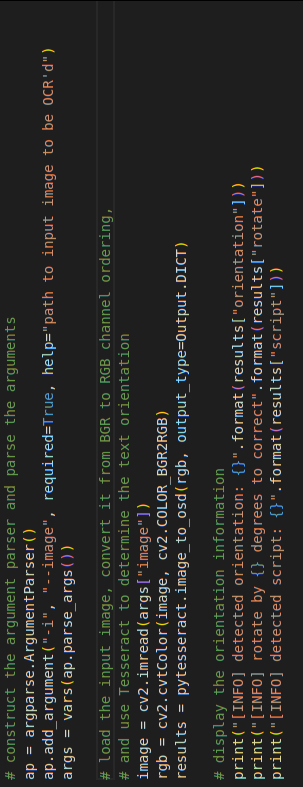 # construct the argument parser and parse the arguments
ap = argparse.ArgumentParser()
ap.add_argument("-i", "--image", required=True, help="path to input image to be OCR'd")
args = vars(ap.parse_args())
# load the input image, convert it from BGR to RGB channel ordering,
# and use Tesseract to determine the text orientation
image = cv2.imread(args["image"])
rgb = cv2.cvtColor(image, cv2.COLOR_BGR2RGB)
results = pytesseract.image_to_osd(rgb, output_type=Output.DICT)
# display the orientation information
print("[INFO] detected orientation: {}".format(results["orientation"]))
print("[INFO] rotate by {} degrees to correct".format(results["rotate"]))
print("[INFO] detected script: {}".format(results["script"]))